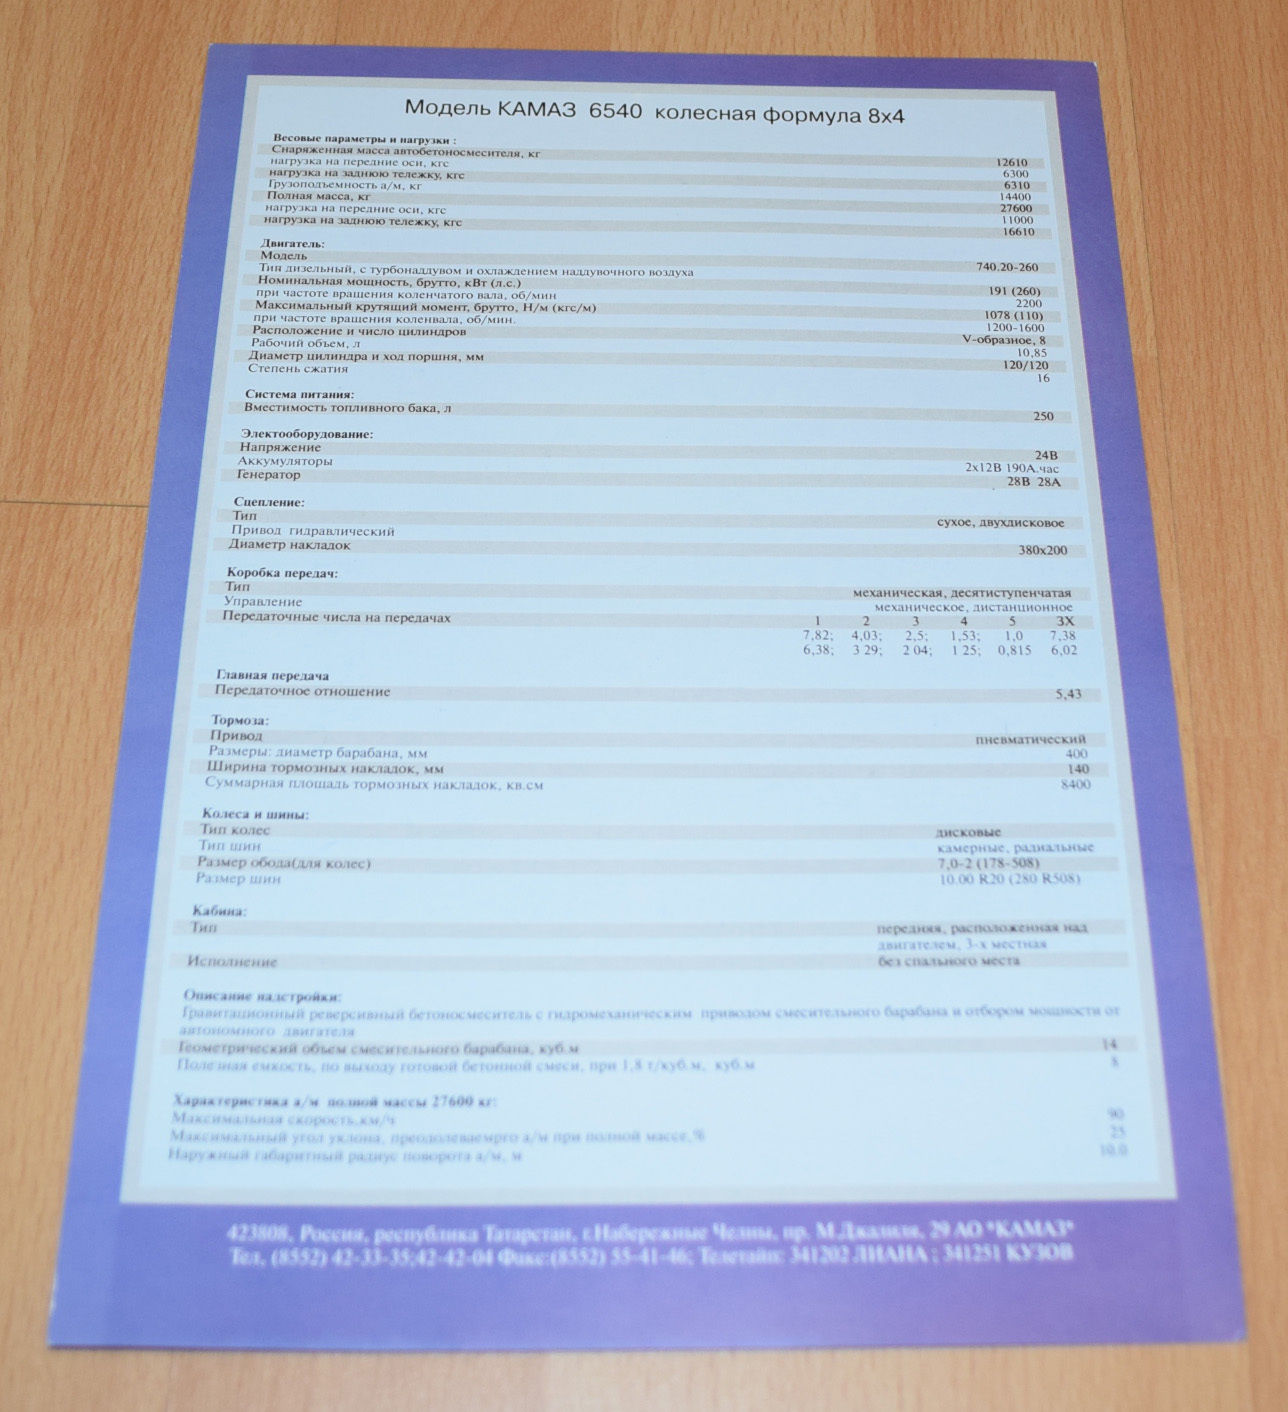 Модель КАМАЗ 6540 колесная формула 8х4
Весовые параметры и нагрузки :
Снаряженная масса автобетоносмесителя, кг 12610
нагрузка на передние оси, кгс 6300
нагрузка на заднюю тележку, кгс 6310
Грузоподъемность а/м, кг 14400
Полная масса, кг 27600
нагрузка на передние оси, кгс 11000
нагрузка на заднюю тележку, кгс 16610
Двигатель:
Модель 740.20-260
Тип дизельный, с турбонаддувом и охлаждением наддувочного воздуха
Номинальная мощность, брутто, кВт (л.с.) 191 (260)
при частоте вращения коленчатого вала, об/мин 2200
Максимальный крутящий момент, брутто, Н/м (кгс/м) 1078 (110)
при частоте вращения коленвала, об/мин. 1200-1600
Расположение и число цилиндров V-образное, 8
Рабочий объем, л 10,85
Диаметр цилиндра и ход поршня, мм 120/120
Степень сжатия 16
Система питания:
Вместимость топливного бака, л 250
Электооборудование:
Напряжение 24В
Аккумуляторы 2х12В 190А.час
Генератор 28В 28А
Сцепление:
Тип сухое, двухдисковое
Привод гидравлический
Диаметр накладок 380х200
Коробка передач:
Тип механическая, десятиступенчатая
Управление механическое, дистанционное
Передаточные числа на передачах 1 2 3 4 5 ЗХ
7,82; 4,03; 2,5; 1,53; 1,0 7,38
6,38; 3 29; 2 04; 1 25; 0,815 6,02
Главная передача
Передаточное отношение 5,43
Тормоза:
Привод пневматический
Размеры: диаметр барабана, мм 400
Ширина тормозных накладок, мм 140
Суммарная площадь тормозных накладок, кв.см 8400
Колеса и шины:
Тип колес дисковые
Тип шин камерные, радиальные
Размер обода(для колес) 7,0-2 (178-508)
Размер шин 10.00 R20 (280 R508)
Кабина:
Тип передняя, расположенная над
двигателем, 3-х местная
Исполнение без спального места
Описание надстройки:
Гравитационный реверсивный бетоносмеситель с гидромеханическим приводом смесительного барабана и отбором мощности от
автономного двигателя
Геометрический объем смесительного барабана, куб.м 14
Полезная емкость, по выходу готовой бетонной смеси, при 1,8 т/куб.м, куб.м 8
Характеристика а/м полной массы 27600 кг:
Максимальная скорость,км/ч 90
Максимальный угол уклона, преодолеваемрго а/м при полной массе,% 25
Наружный габаритный радиус поворота а/м, м 10.0
423808, Россия, республика Татарстан, г.Набережные Челны, пр. М.Джалиля, 29 АО "КАМАЗ"
Тел, (8552) 42-33-35;42-42-04 Факс:(8552) 55-41-46; Телетайп: 341202 ЛИАНА ; 341251 КУЗОВ